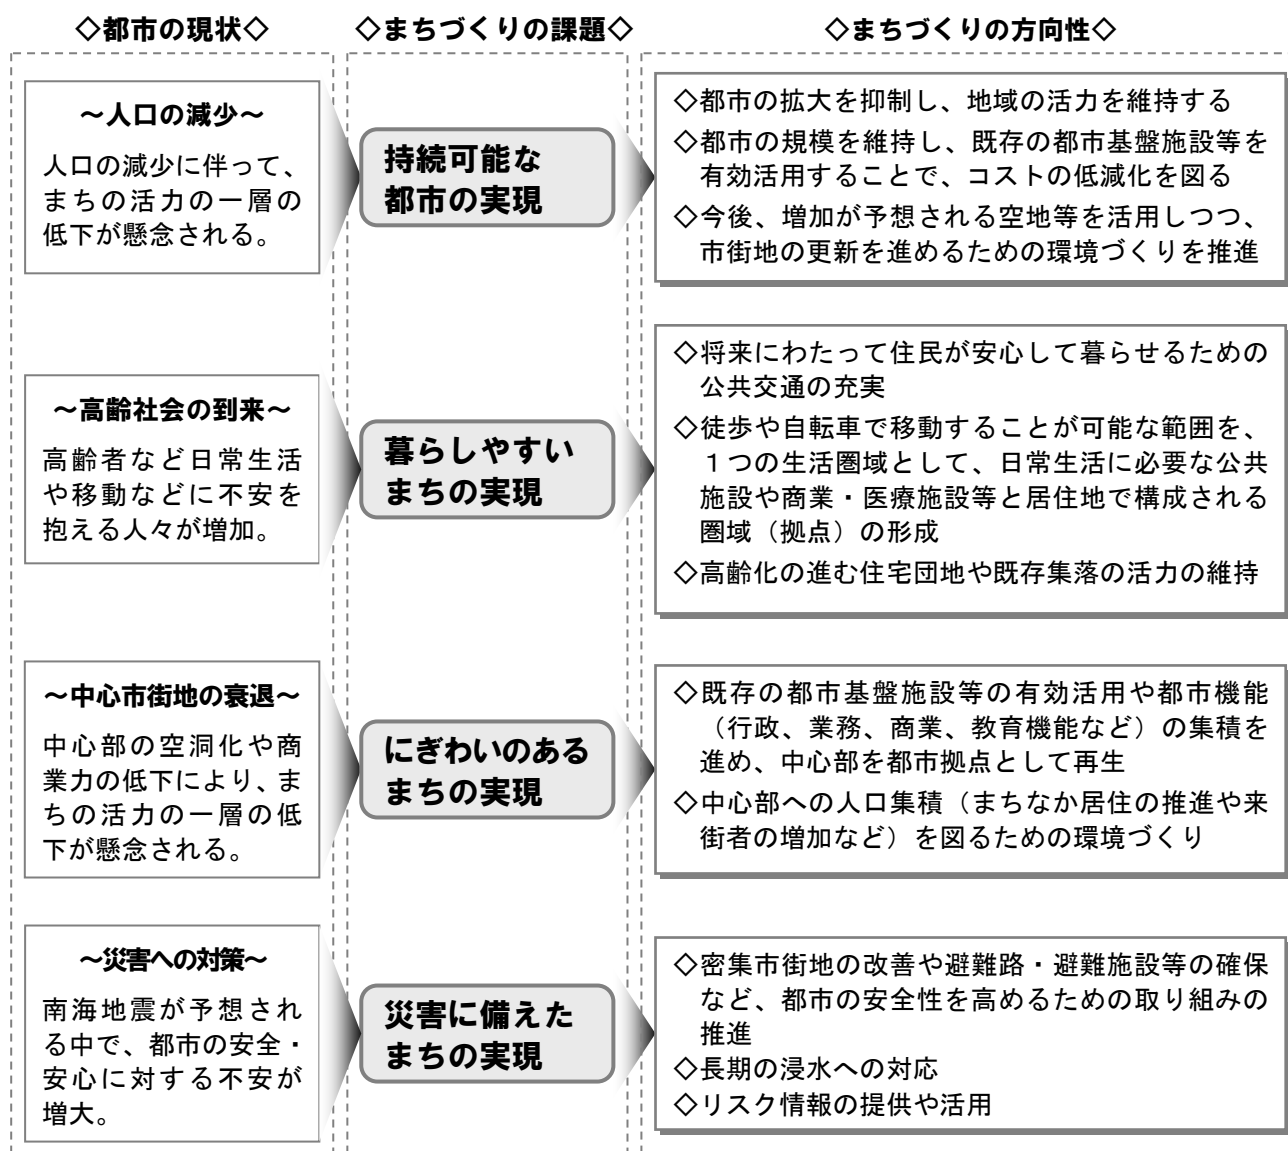 ◇都市の現状◇
◇まちづくりの課題◇
◇まちづくりの方向性◇
～人口の減少～
人口の減少に伴って、
まちの活力の一層の
低下が懸念される。
持続可能な
都市の実現
◇都市の拡大を抑制し、地域の活力を維持する
◇都市の規模を維持し、既存の都市基盤施設等を
有効活用することで、コストの低減化を図る
◇今後、増加が予想される空地等を活用しつつ、
市街地の更新を進めるための環境づくりを推進
～高齢社会の到来～
高齢者など日常生活
や移動などに不安を
抱える人々が増加。
暮らしやすい
まちの実現
◇将来にわたって住民が安心して暮らせるための
公共交通の充実
◇徒歩や自転車で移動することが可能な範囲を、
１つの生活圏域として、日常生活に必要な公共
施設や商業・医療施設等と居住地で構成される
圏域（拠点）の形成
◇高齢化の進む住宅団地や既存集落の活力の維持
～中心市街地の衰退～
中心部の空洞化や商
業力の低下により、ま
ちの活力の一層の低
下が懸念される。
にぎわいのある
まちの実現
◇既存の都市基盤施設等の有効活用や都市機能
（行政、業務、商業、教育機能など）の集積を
進め、中心部を都市拠点として再生
◇中心部への人口集積（まちなか居住の推進や来
街者の増加など）を図るための環境づくり
～災害への対策～
南海地震が予想され
る中で、都市の安全・
安心に対する不安が
増大。
災害に備えた
まちの実現
◇密集市街地の改善や避難路・避難施設等の確保
など、都市の安全性を高めるための取り組みの
推進
◇長期の浸水への対応
◇リスク情報の提供や活用